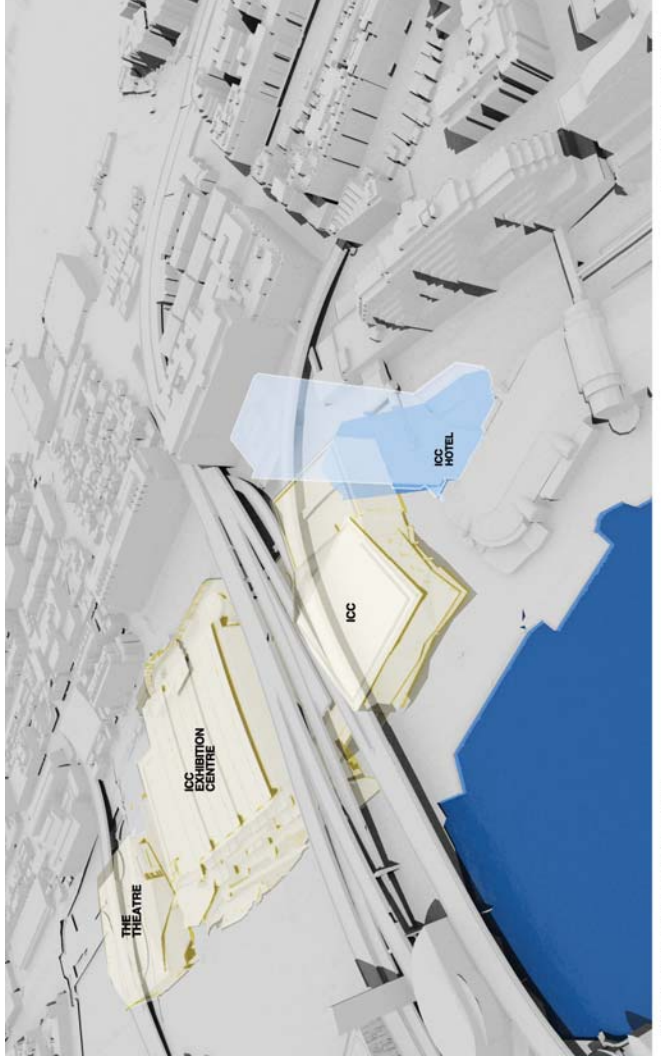 THE
THEATRE
ICC
EXHIBITION
CENTRE
ICC
ICC
HOTEL